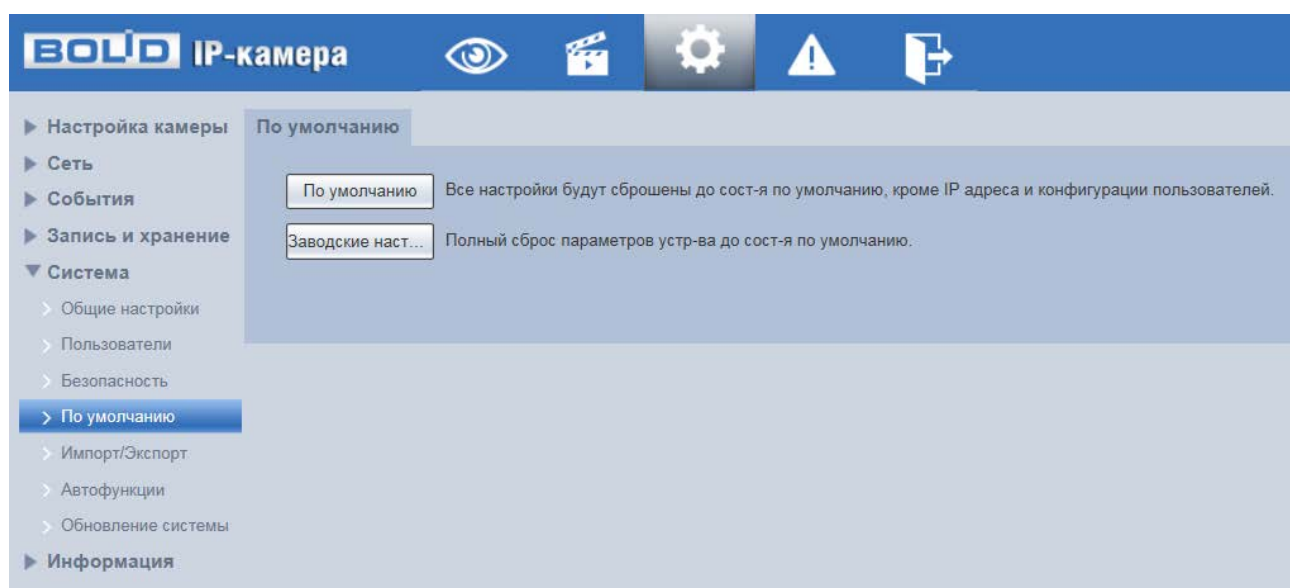 BOLID IP-камера
Настройка камеры
Сеть
События
Запись и хранение
Система
Общие настройки
Пользователи
Безопасность
По умолчанию
Импорт/Экспорт
Автофункции
Обновление системы
Информация
По умолчанию
По умолчанию Все настройки будут сброшены до сост-я по умолчанию, кроме IP адреса и конфигурации пользователей.
Заводские наст... Полный сброс параметров устр-ва до сост-я по умолчанию.